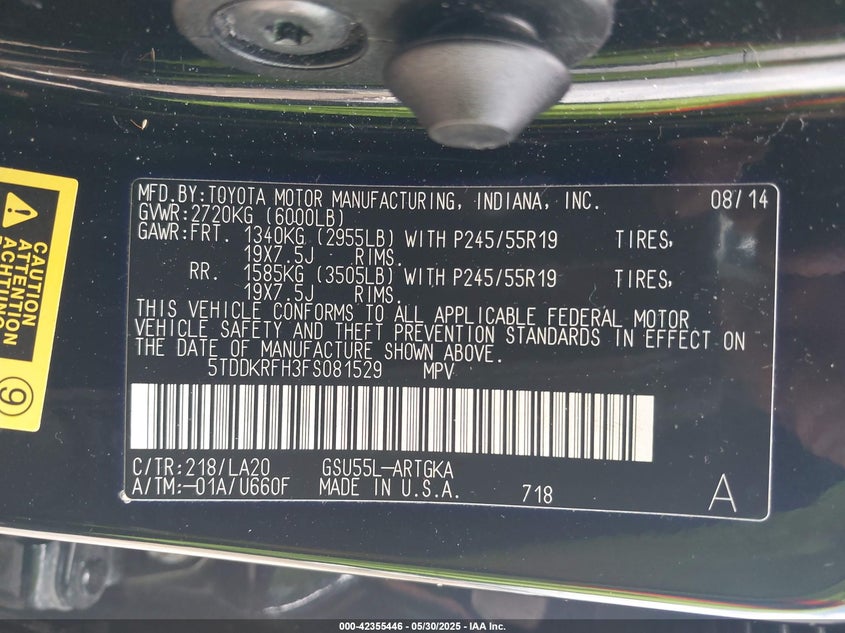 MFD.BY:TOYOTA MOTOR MANUFACTURING, INDIANA, INC. 08/14
GVWR:2720KG (6000LB)
GAWR:FRT. 1340KG (2955LB) WITH P245/55R19 TIRES,
19X7.5J RIMS.
RR. 1585KG (3505LB) WITH P245/55R19 TIRES,
19X7.5J RIMS.
THIS VEHICLE CONFORMS TO ALL APPLICABLE FEDERAL MOTOR
VEHICLE SAFETY AND THEFT PREVENTION STANDARDS IN EFFECT ON
THE DATE OF MANUFACTURE SHOWN ABOVE.
5TDDKRFH3FS081529 MPV
C/TR:218/LA20 GSU55L-ARTGKA
A/TM:-01A/U660F MADE IN U.S.A. 718 A
CAUTION
ATTENTION
ACHTUNG
9
000-42355446 - 05/30/2025 - IAA Inc.